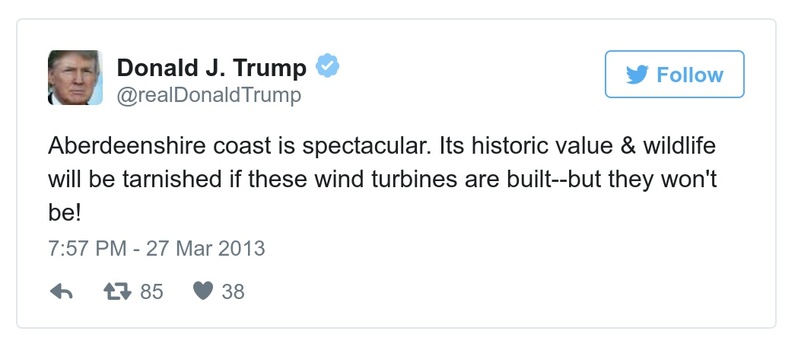 Donald J. Trump
@realDonaldTrump
Follow
Aberdeenshire coast is spectacular. Its historic value & wildlife
will be tarnished if these wind turbines are built--but they won't
be!
7:57 PM - 27 Mar 2013
85 38